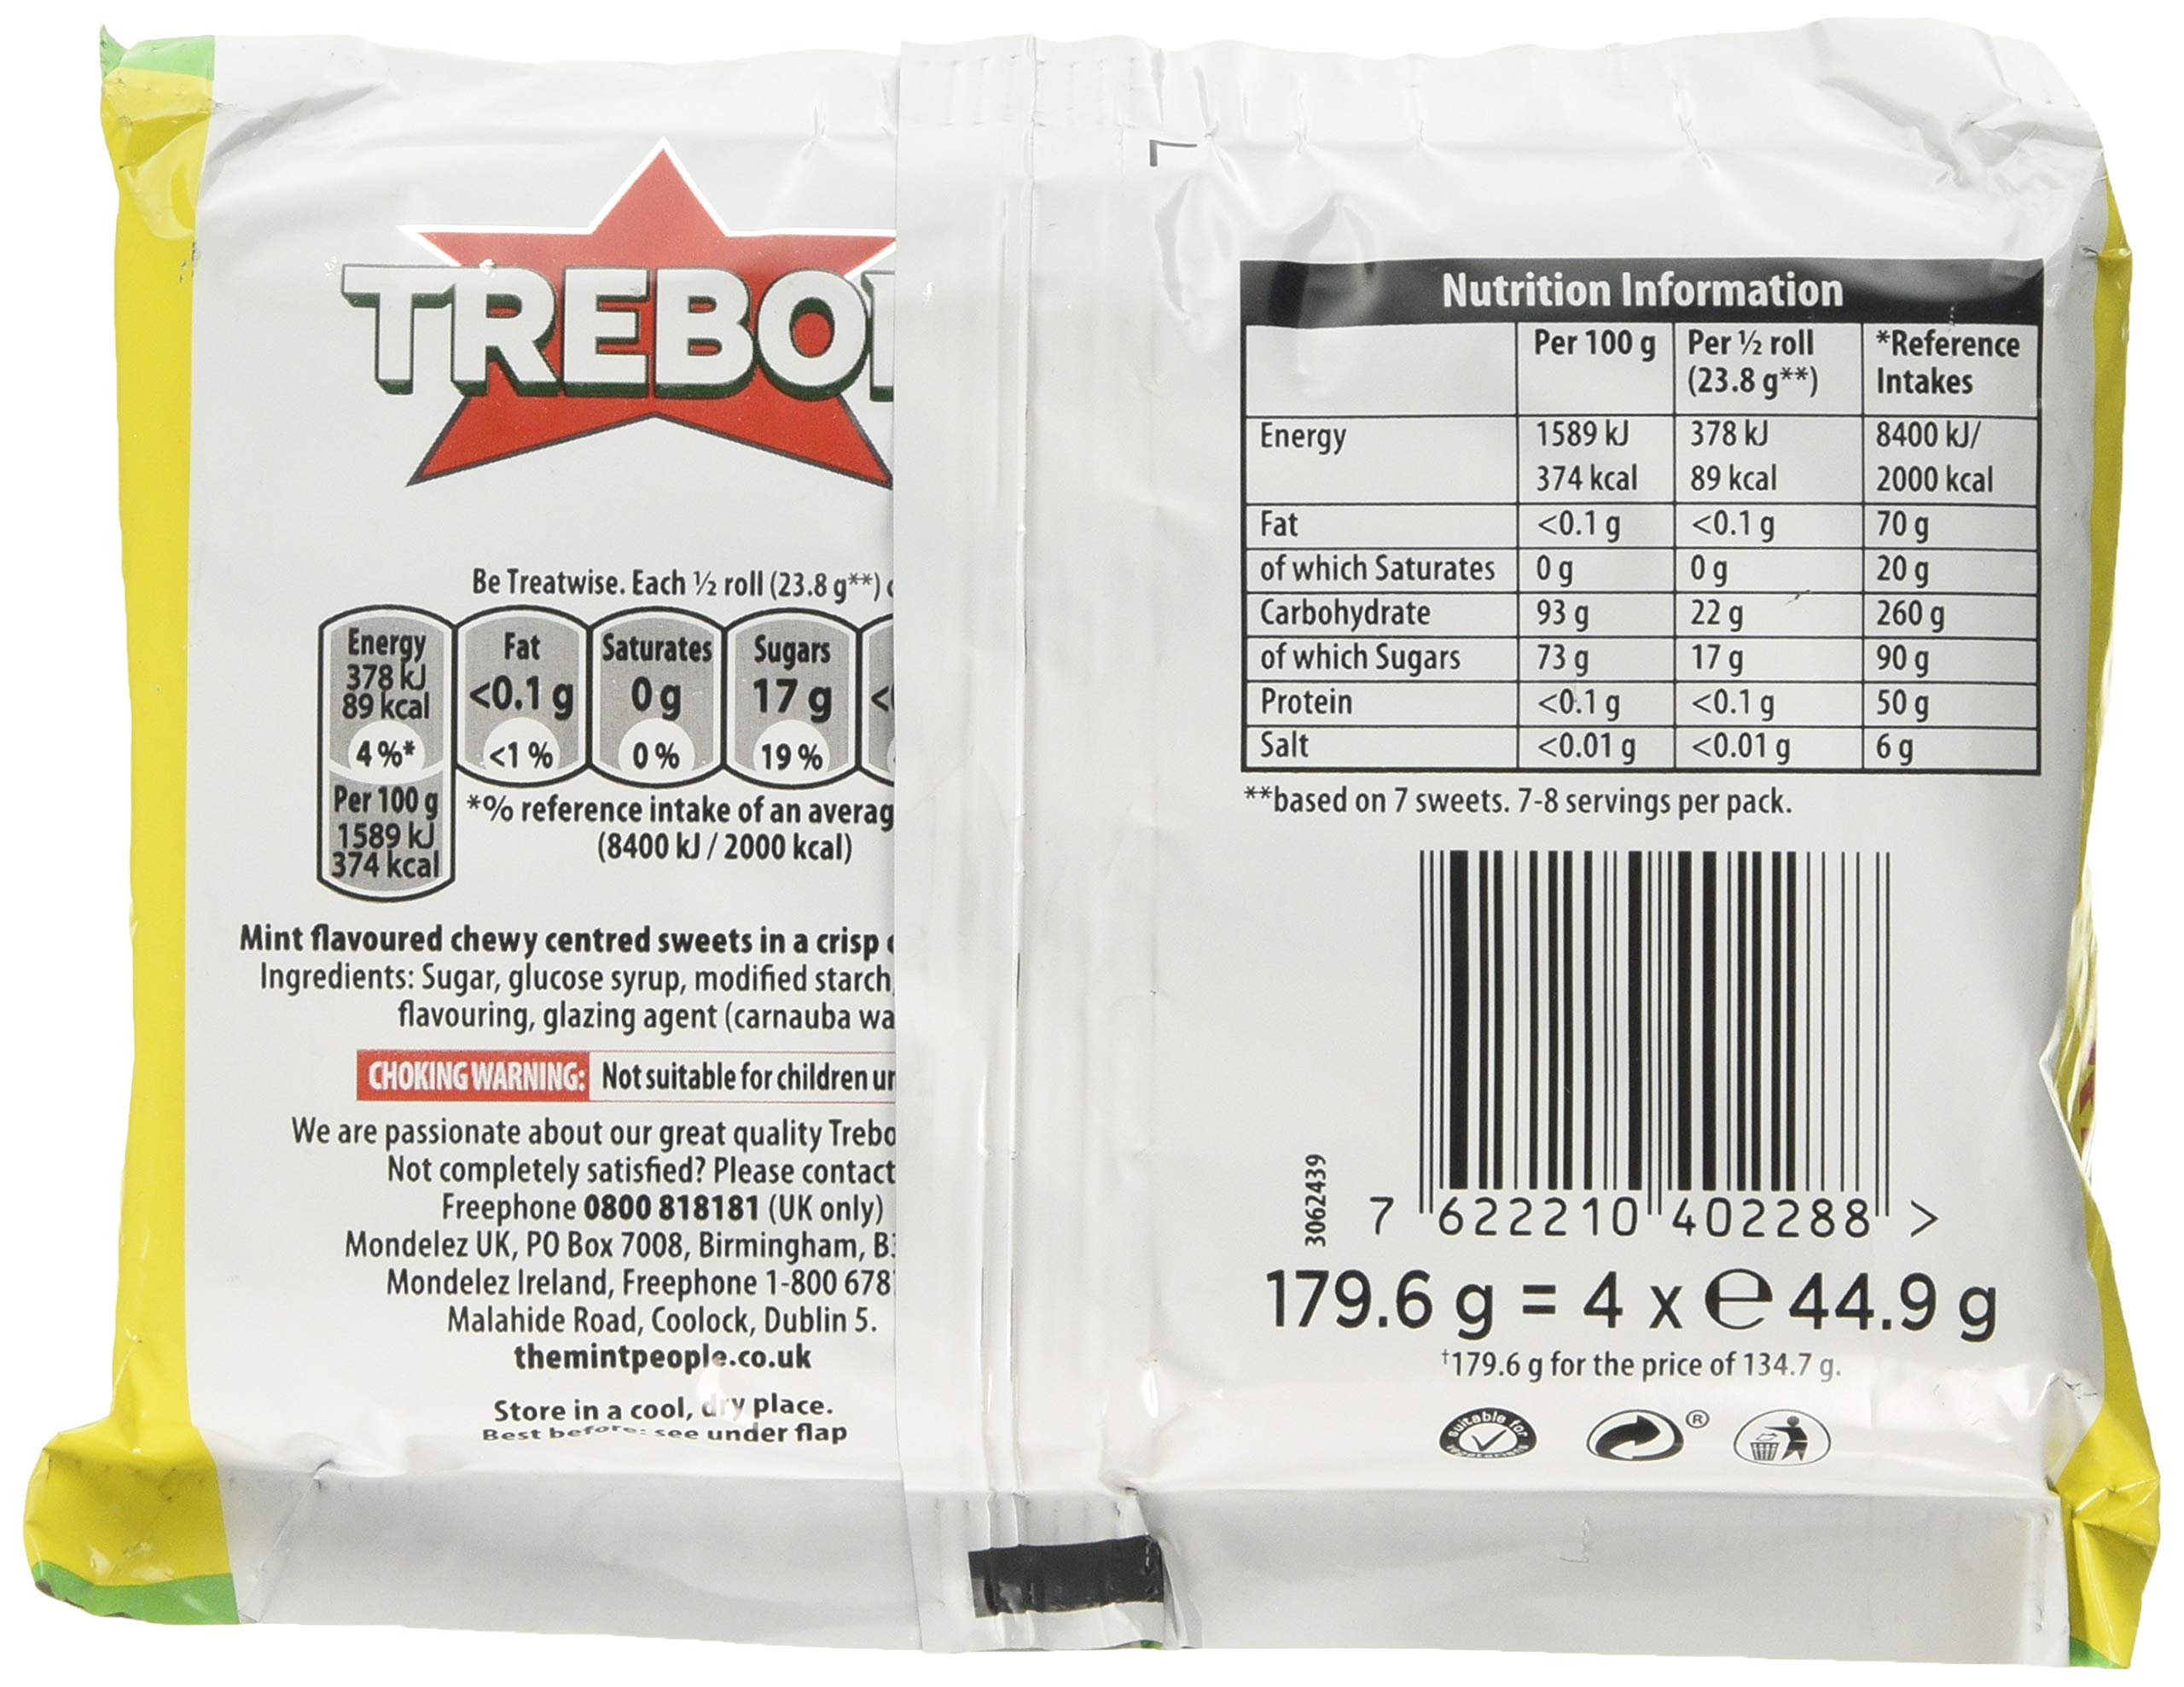 TREBO
Be Treatwise. Each ½ roll (23.8 g**)
Energy
378 kJ
89 kcal
4 %*
Per 100 g
1589 kJ
374 kcal
Fat
<0.1 g
<1 %
Saturates
0 g
0 %
Sugars
17 g
19 %
*% reference intake of an averag
(8400 kJ / 2000 kcal)
Mint flavoured chewy centred sweets in a crisp
Ingredients: Sugar, glucose syrup, modified starch,
flavouring, glazing agent (carnauba wa
CHOKING WARNING: Not suitable for children un
We are passionate about our great quality Trebo
Not completely satisfied? Please contact
Freephone 0800 818181 (UK only)
Mondelez UK, PO Box 7008, Birmingham, B
Mondelez Ireland, Freephone 1-800 678
Malahide Road, Coolock, Dublin 5.
themintpeople.co.uk
Store in a cool, dry place.
Best before: see under flap
Nutrition Information
Per 100 g Per ½ roll (23.8 g**) *Reference Intakes
Energy 1589 kJ 378 kJ 8400 kJ/
374 kcal 89 kcal 2000 kcal
Fat <0.1 g <0.1 g 70 g
of which Saturates 0 g 0 g 20 g
Carbohydrate 93 g 22 g 260 g
of which Sugars 73 g 17 g 90 g
Protein <0.1 g <0.1 g 50 g
Salt <0.01 g <0.01 g 6 g
**based on 7 sweets. 7-8 servings per pack.
3062439
7 622210 402288 >
179.6 g = 4 x ℮ 44.9 g
†179.6 g for the price of 134.7 g.
Suitable for
®